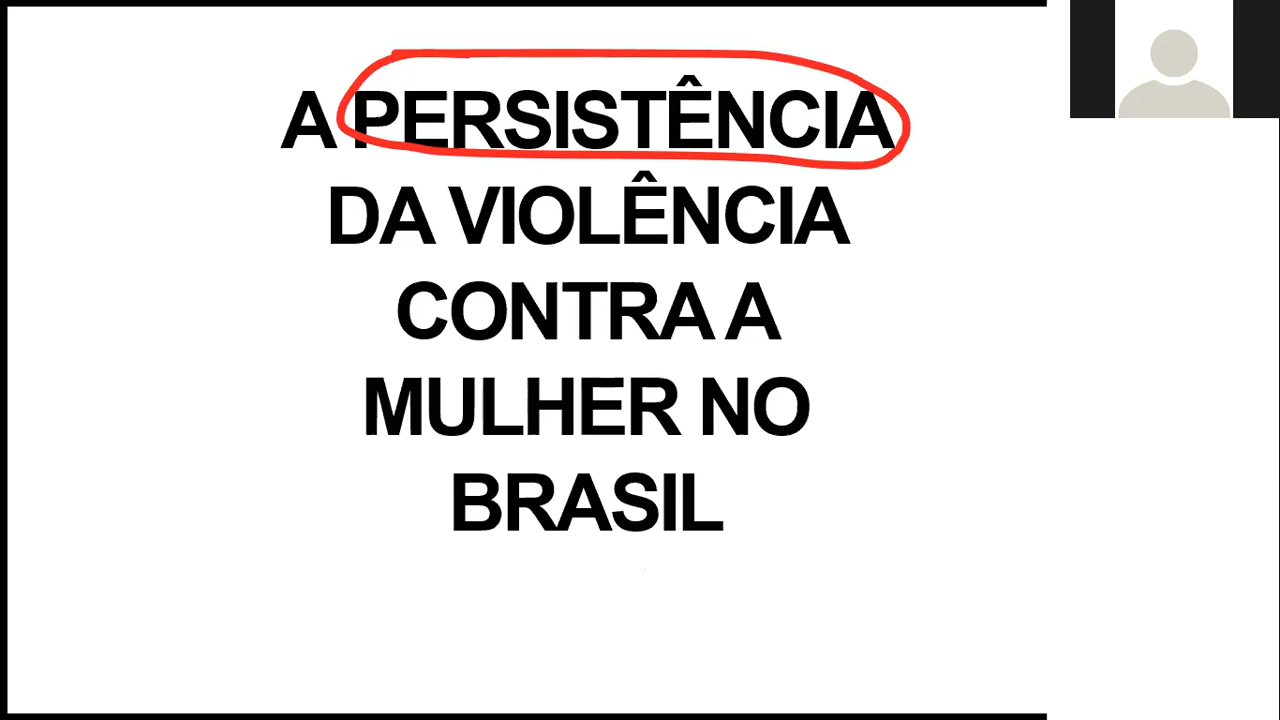 A PERSISTÊNCIA
DA VIOLÊNCIA
CONTRA A
MULHER NO
BRASIL